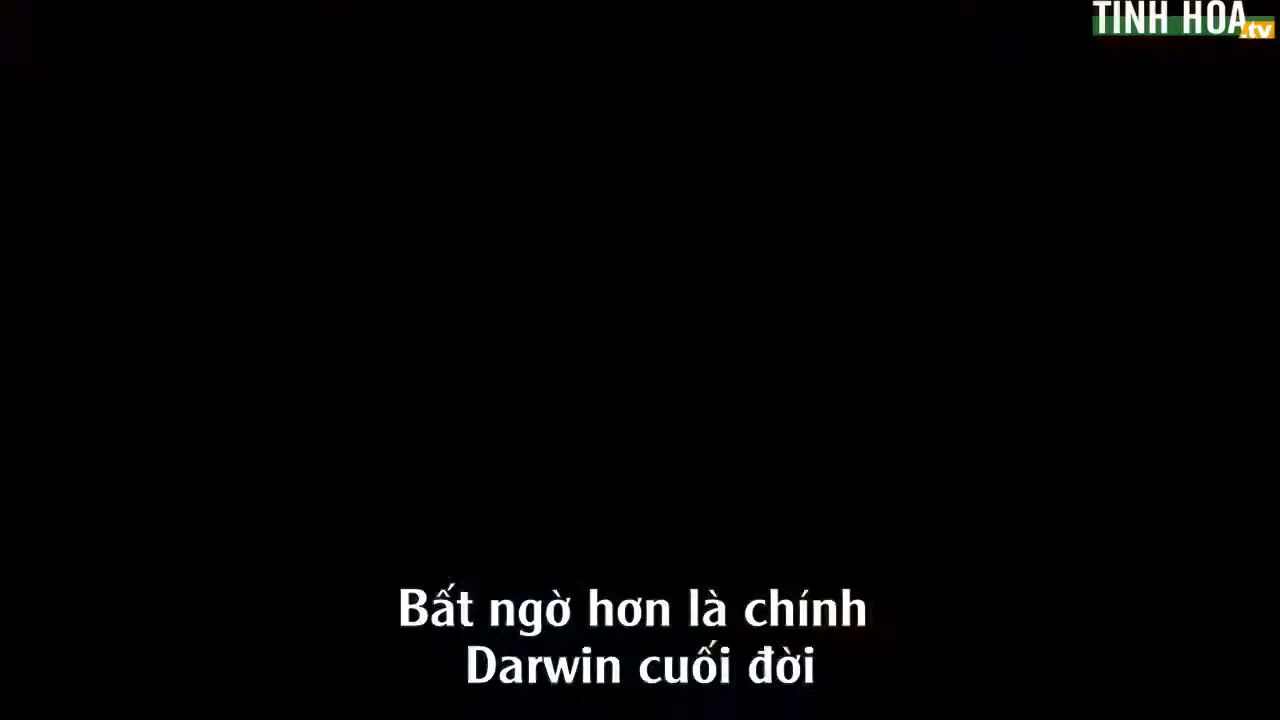 TINH HOA
.tv
Bất ngờ hơn là chính
Darwin cuối đời